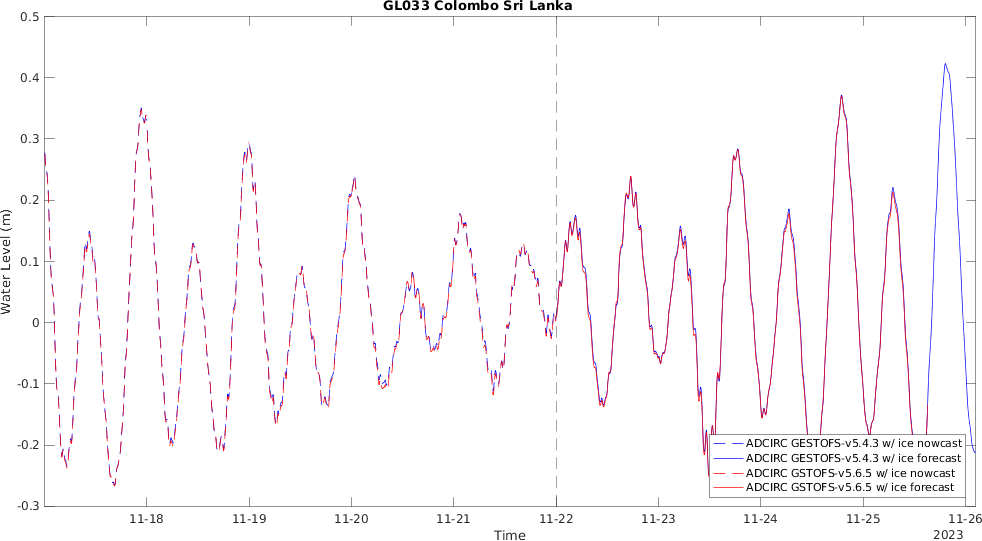 GL033 Colombo Sri Lanka
0.5
0.4
0.3
0.2
0.1
0
-0.1
-0.2
-0.3
Water Level (m)
ADCIRC GESTOFS-v5.4.3 w/ ice nowcast
ADCIRC GESTOFS-v5.4.3 w/ ice forecast
ADCIRC GSTOFS-v5.6.5 w/ ice nowcast
ADCIRC GSTOFS-v5.6.5 w/ ice forecast
11-18 11-19 11-20 11-21 11-22 11-23 11-24 11-25 11-26
2023
Time